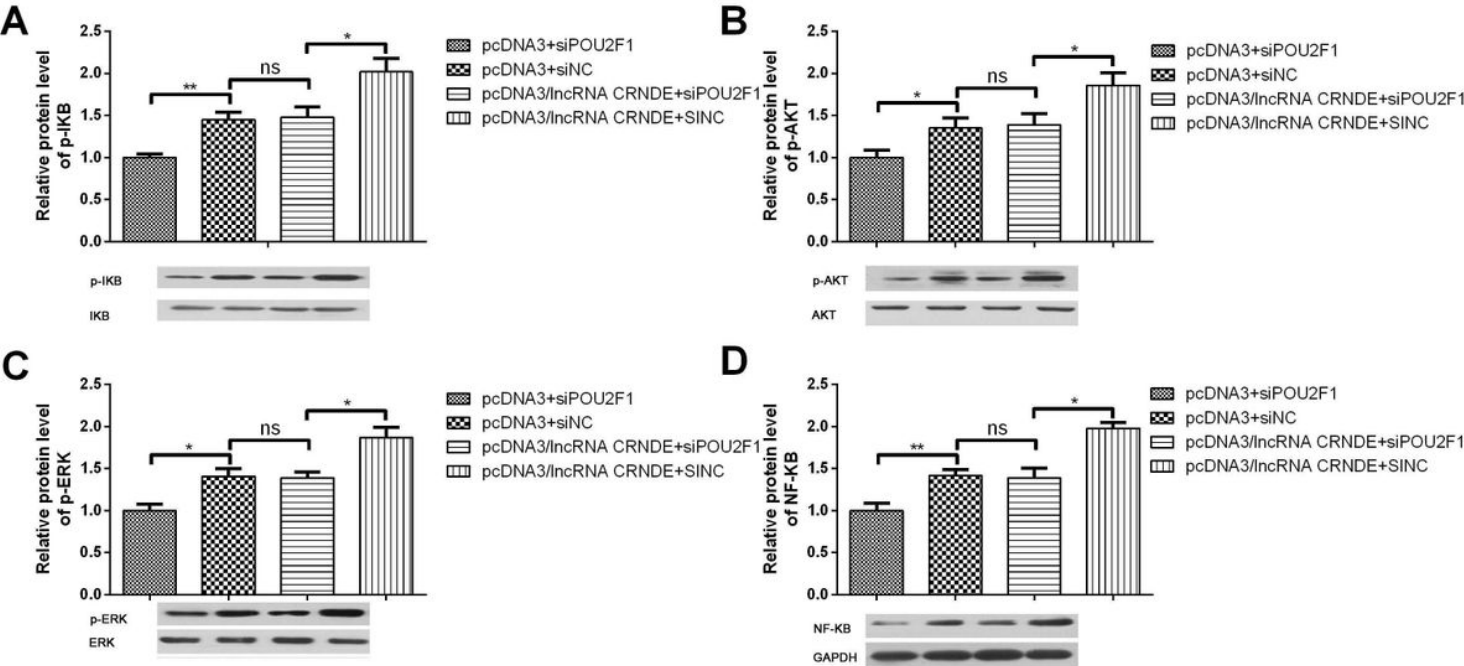 A
Relative protein level
of p-IKB
2.5
2.0
1.5
1.0
0.5
0.0
**
ns
*
pcDNA3+siPOU2F1
pcDNA3+siNC
pcDNA3/lncRNA CRNDE+siPOU2F1
pcDNA3/lncRNA CRNDE+SINC
p-IKB
IKB
B
Relative protein level
of p-AKT
2.5
2.0
1.5
1.0
0.5
0.0
*
ns
*
pcDNA3+siPOU2F1
pcDNA3+siNC
pcDNA3/lncRNA CRNDE+siPOU2F1
pcDNA3/lncRNA CRNDE+SINC
p-AKT
AKT
C
Relative protein level
of p-ERK
2.5
2.0
1.5
1.0
0.5
0.0
*
ns
*
pcDNA3+siPOU2F1
pcDNA3+siNC
pcDNA3/lncRNA CRNDE+siPOU2F1
pcDNA3/lncRNA CRNDE+SINC
p-ERK
ERK
D
Relative protein level
of NF-KB
2.5
2.0
1.5
1.0
0.5
0.0
**
ns
*
pcDNA3+siPOU2F1
pcDNA3+siNC
pcDNA3/lncRNA CRNDE+siPOU2F1
pcDNA3/lncRNA CRNDE+SINC
NF-KB
GAPDH